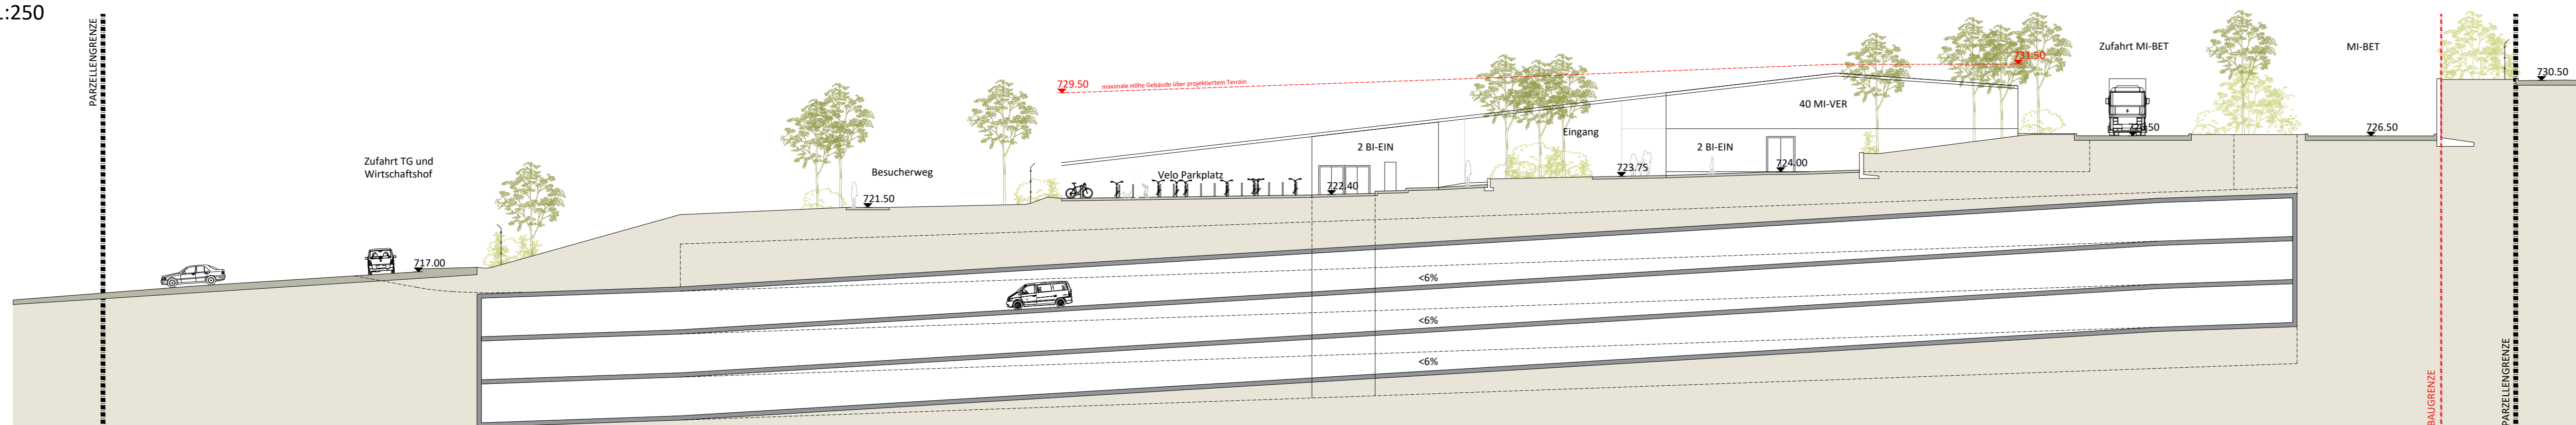 1:250
PARZELLENGRENZE
Zufahrt TG und
Wirtschaftshof
717.00
Besucherweg
721.50
729.50
maximale Höhe Gebäude über projektiertem Terrain
Velo Parkplatz
2 BI-EIN
722.40
Eingang
723.75
2 BI-EIN
724.00
40 MI-VER
731.50
Zufahrt MI-BET
MI-BET
726.50
730.50
<6%
<6%
<6%
BAUGRENZE
PARZELLENGRENZE